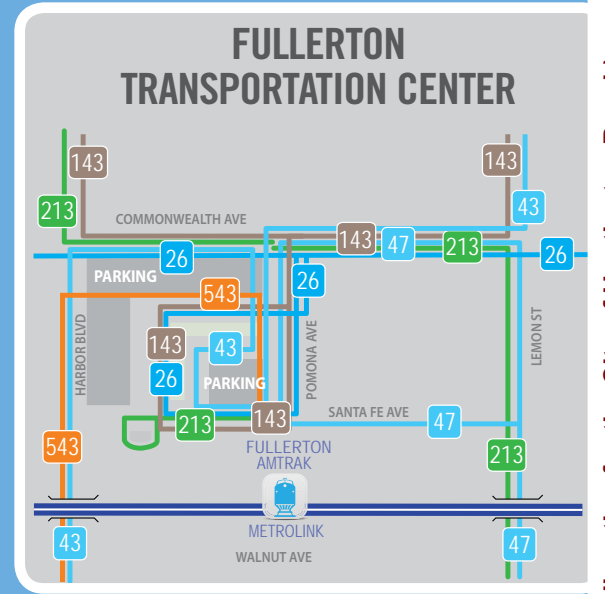 FULLERTON
TRANSPORTATION CENTER
143
143
213
43
COMMONWEALTH AVE
143
47
213
26
26
PARKING
26
543
HARBOR BLVD
143
43
POMONA AVE
LEMON ST
26
PARKING
213
143
SANTA FE AVE
47
543
FULLERTON
AMTRAK
213
METROLINK
43
47
WALNUT AVE